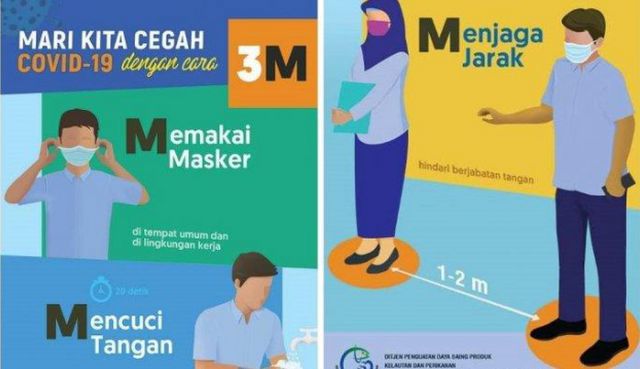 MARI KITA CEGAH
COVID-19 dengan cara
3M
Memakai
Masker
di tempat umum dan
di lingkungan kerja
20 detik
Mencuci
Tangan
Menjaga
Jarak
hindari berjabatan tangan
1-2 m
DITJEN PENGUATAN DAYA SAING PRODUK
KELAUTAN DAN PERIKANAN